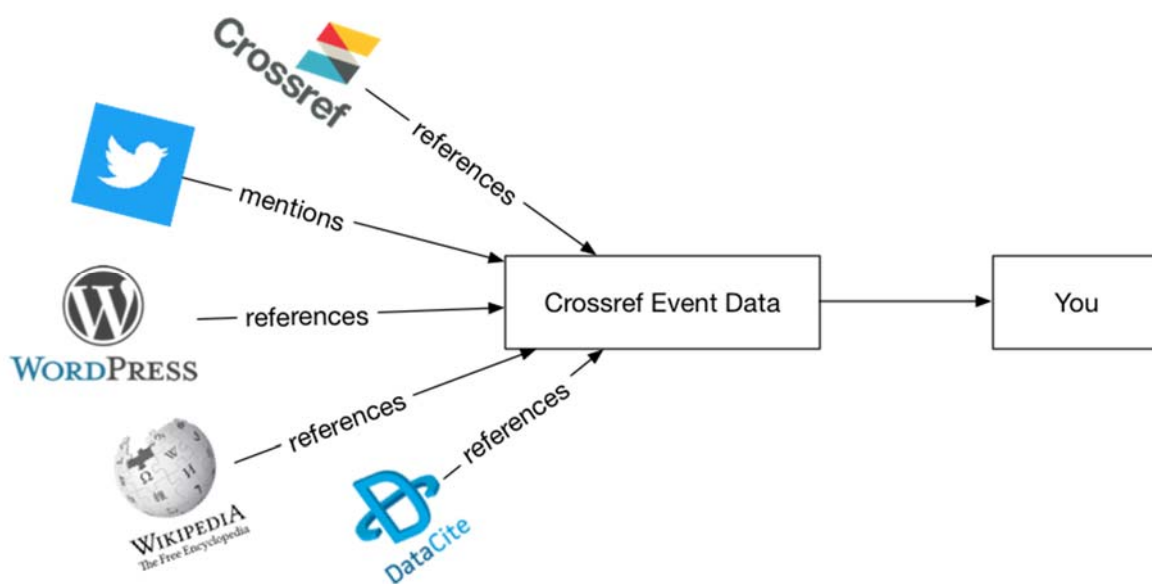 Crossref
references
mentions
WORDPRESS
references
Crossref Event Data
You
references
references
WIKIPEDIA
The Free Encyclopedia
DataCite